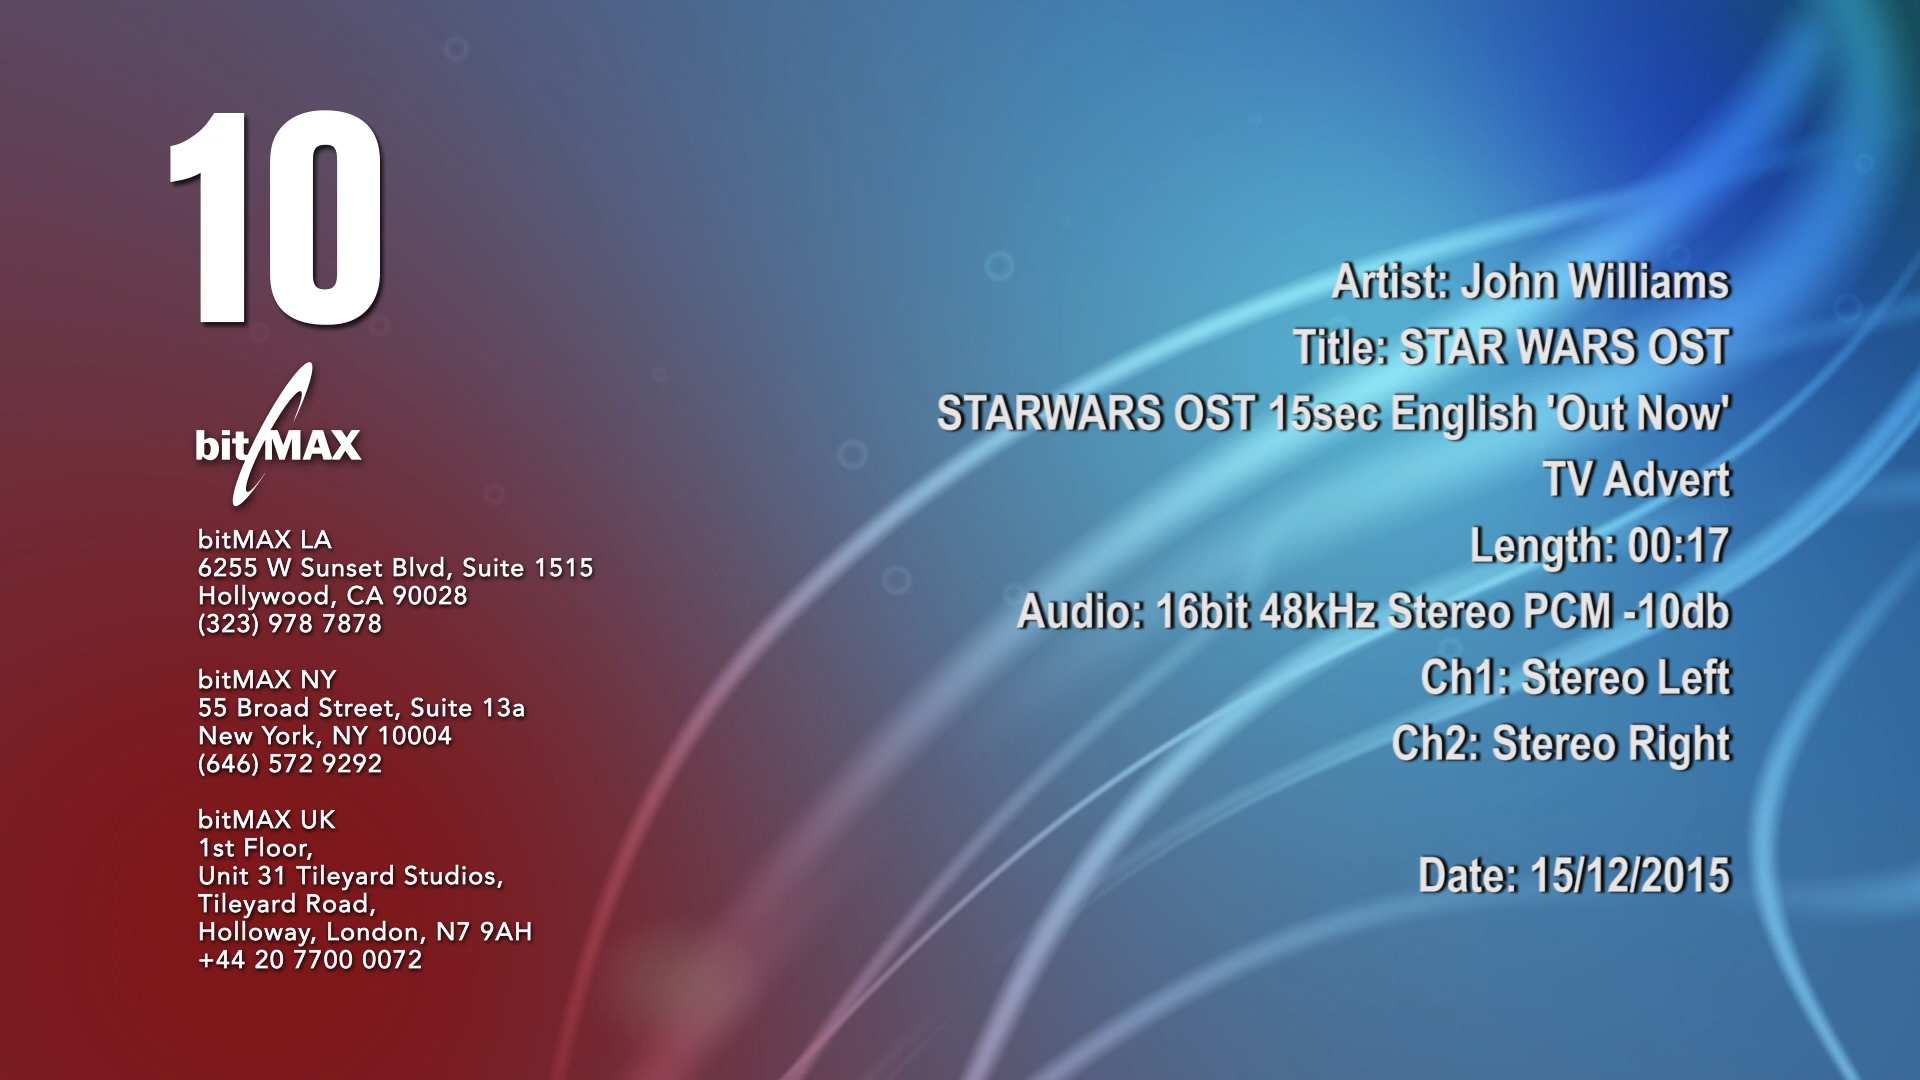 10
bitMAX
bitMAX LA
6255 W Sunset Blvd, Suite 1515
Hollywood, CA 90028
(323) 978 7878
bitMAX NY
55 Broad Street, Suite 13a
New York, NY 10004
(646) 572 9292
bitMAX UK
1st Floor,
Unit 31 Tileyard Studios,
Tileyard Road,
Holloway, London, N7 9AH
+44 20 7700 0072
Artist: John Williams
Title: STAR WARS OST
STARWARS OST 15sec English 'Out Now'
TV Advert
Length: 00:17
Audio: 16bit 48kHz Stereo PCM -10db
Ch1: Stereo Left
Ch2: Stereo Right
Date: 15/12/2015